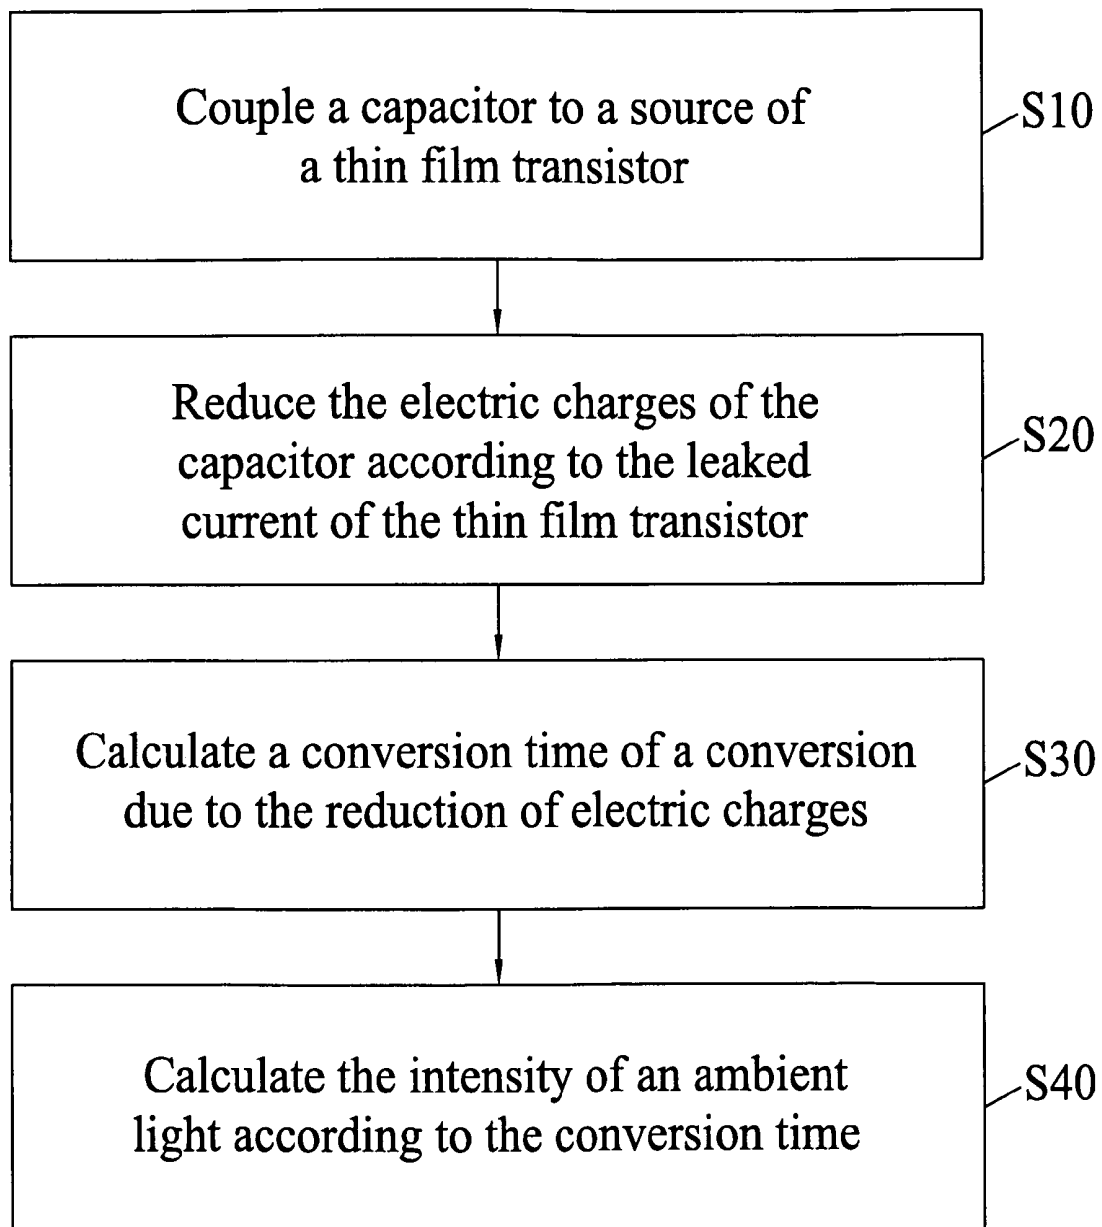 Couple a capacitor to a source of
a thin film transistor
S10
Reduce the electric charges of the
capacitor according to the leaked
current of the thin film transistor
S20
Calculate a conversion time of a conversion
due to the reduction of electric charges
S30
Calculate the intensity of an ambient
light according to the conversion time
S40